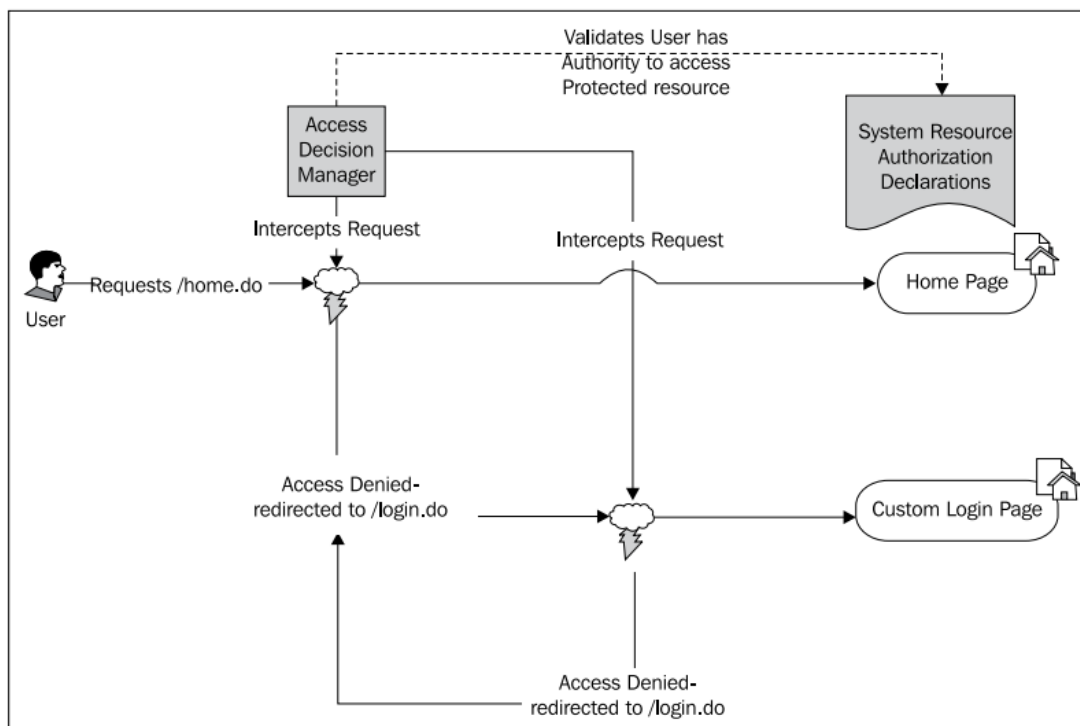 Validates User has
Authority to access
Protected resource
Access
Decision
Manager
System Resource
Authorization
Declarations
Intercepts Request
Intercepts Request
Requests /home.do
User
Home Page
Access Denied-
redirected to /login.do
Custom Login Page
Access Denied-
redirected to /login.do